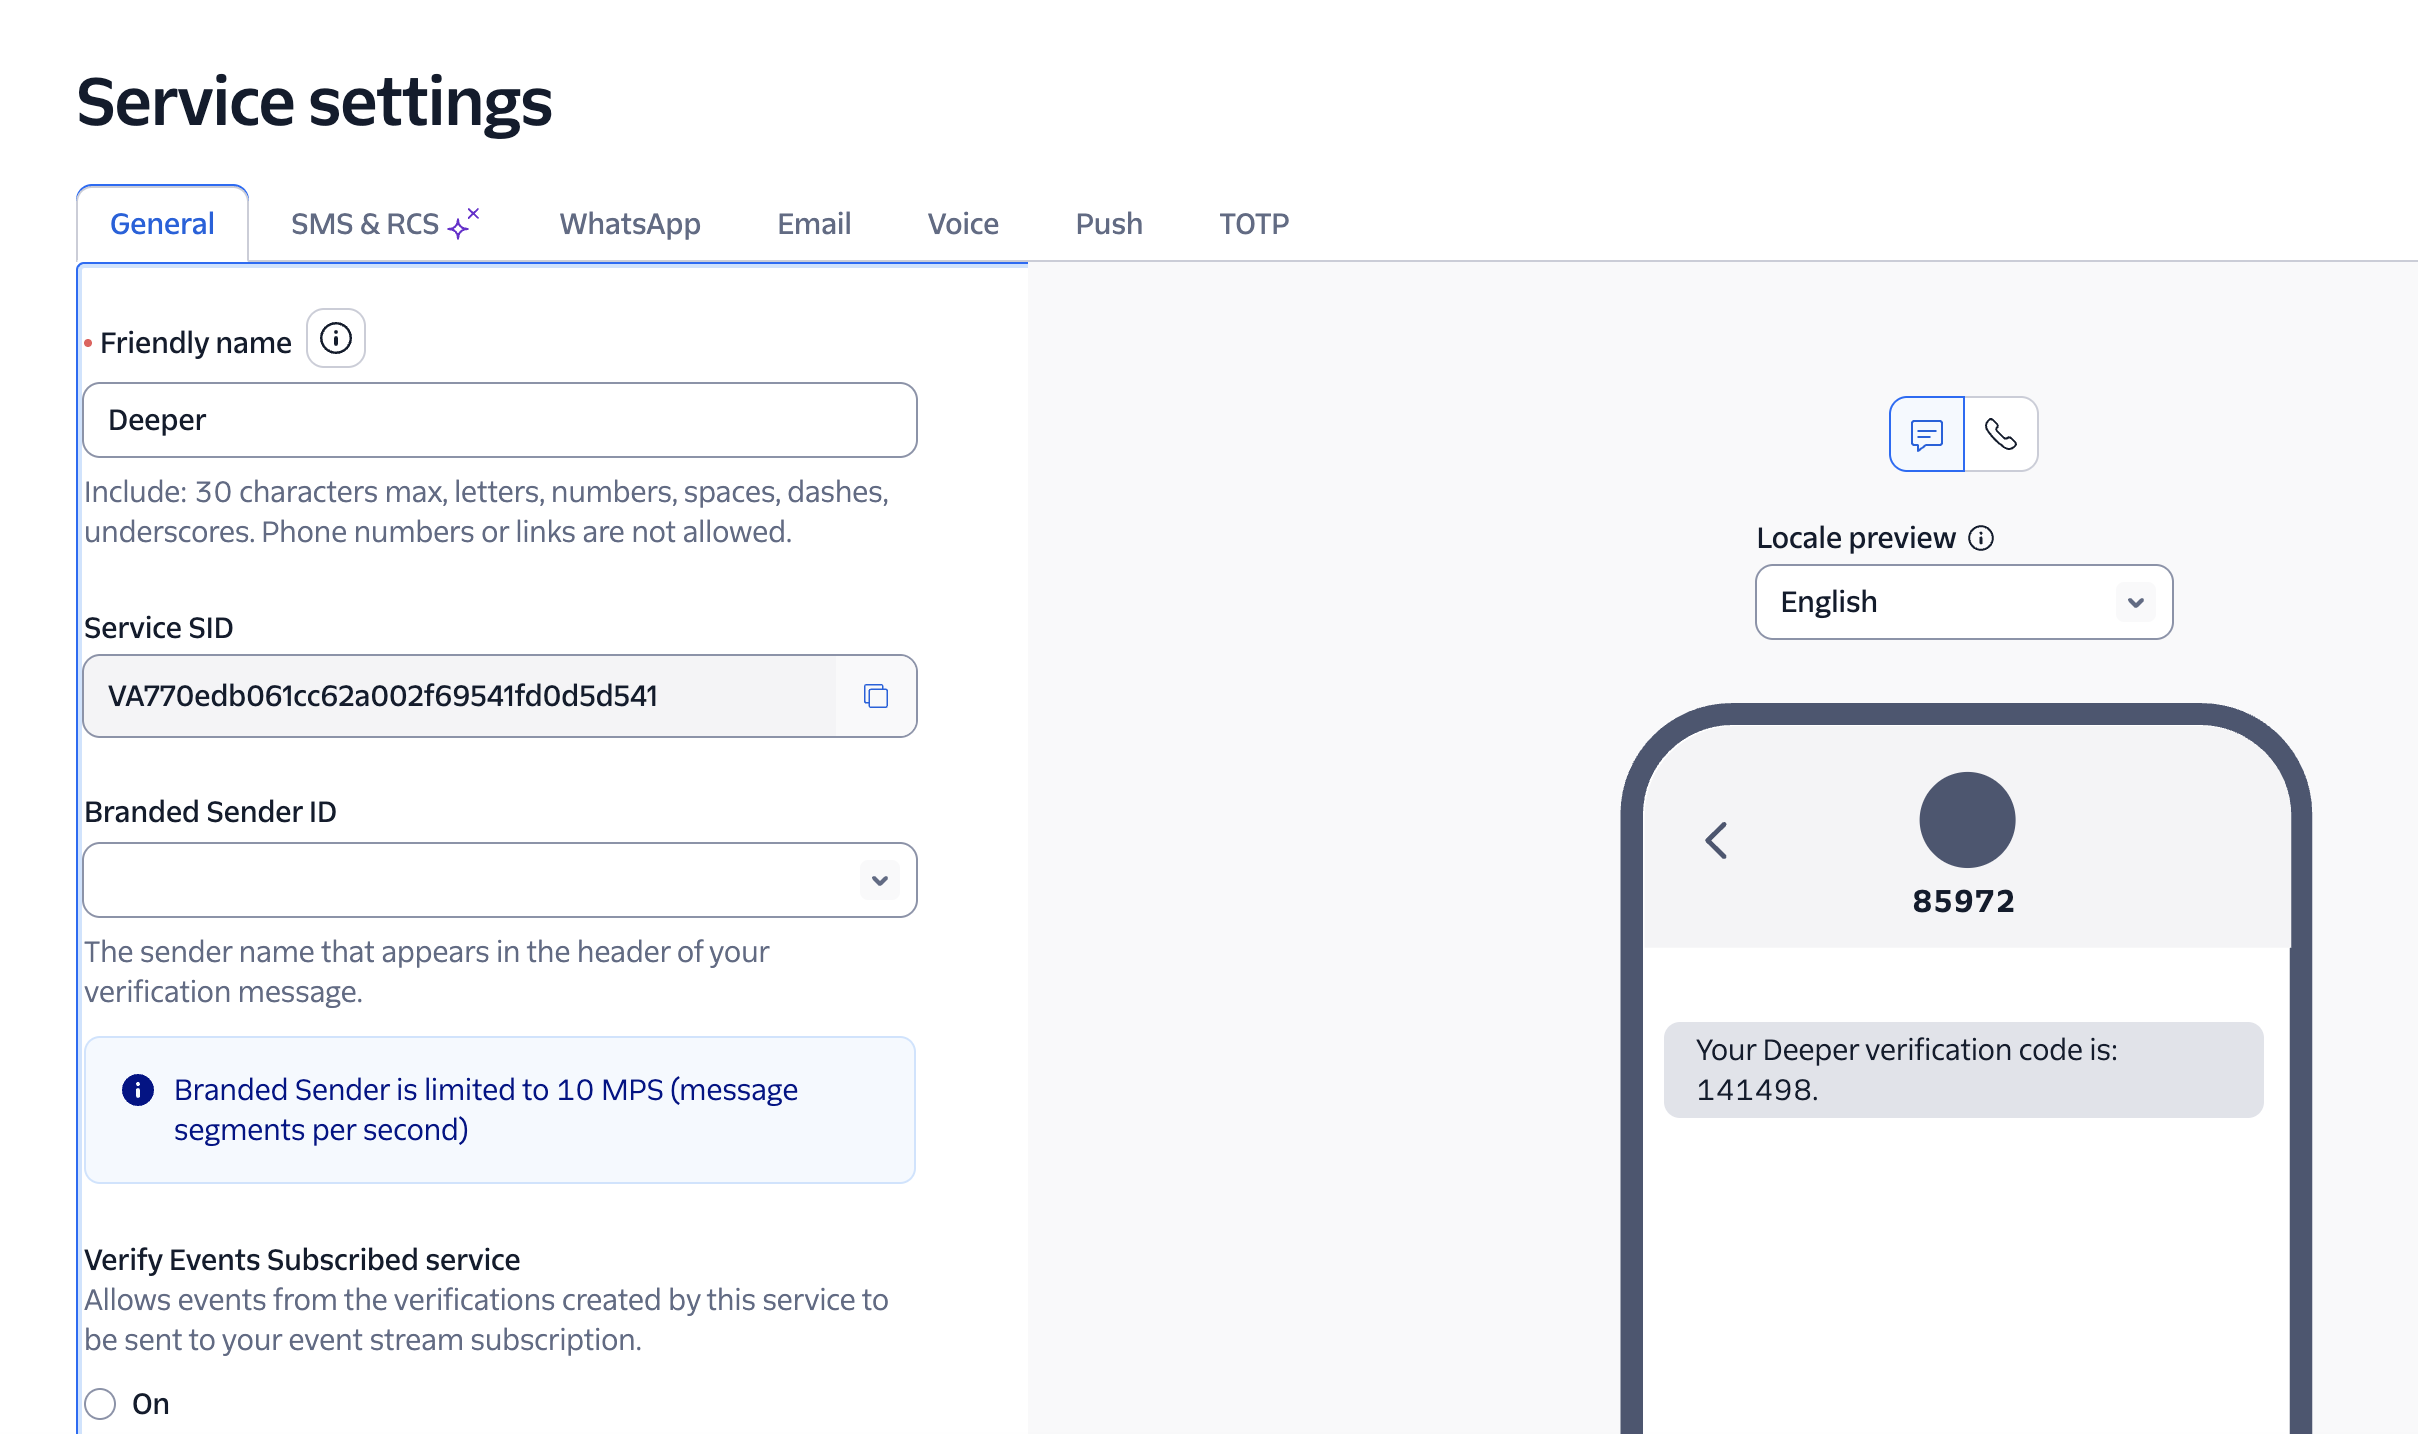 Service settings
General
SMS & RCS
WhatsApp
Email
Voice
Push
TOTP
Friendly name
Deeper
Include: 30 characters max, letters, numbers, spaces, dashes,
underscores. Phone numbers or links are not allowed.
Service SID
VA770edb061cc62a002f69541fd0d5d541
Branded Sender ID
The sender name that appears in the header of your
verification message.
Branded Sender is limited to 10 MPS (message
segments per second)
Verify Events Subscribed service
Allows events from the verifications created by this service to
be sent to your event stream subscription.
On
Locale preview
English
85972
Your Deeper verification code is:
141498.